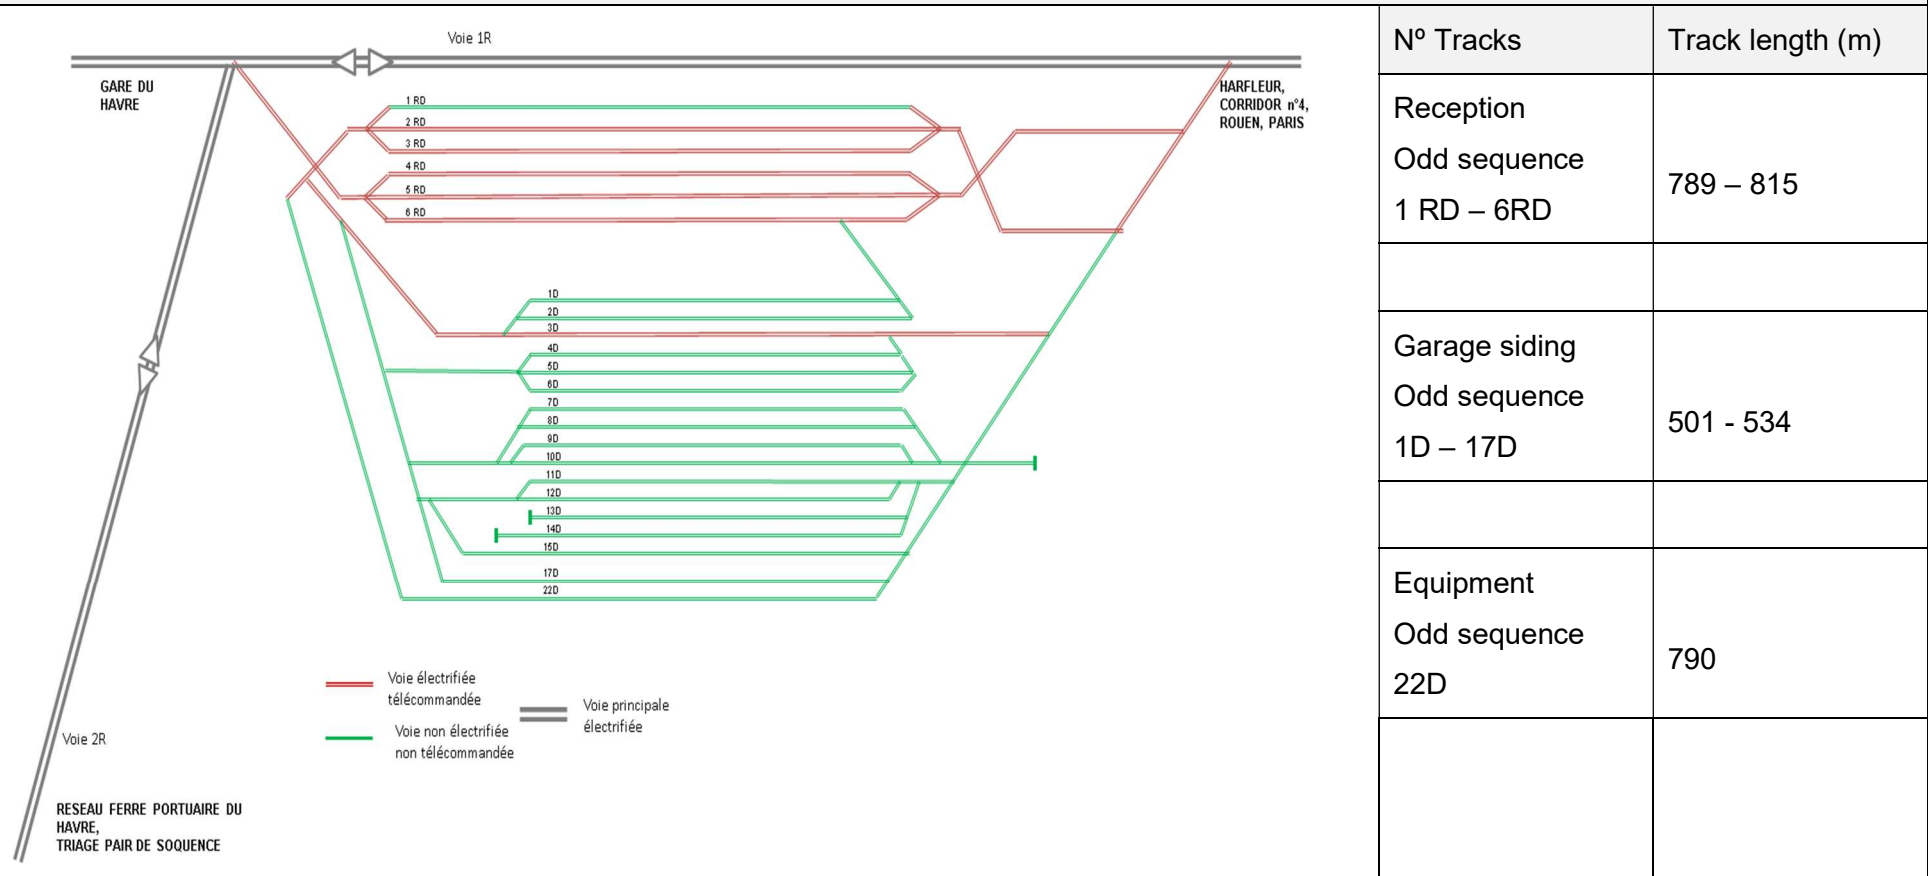 Voie 1R
GARE DU
HAVRE
HARFLEUR,
CORRIDOR n°4,
ROUEN, PARIS
1 RD
2 RD
3 RD
4 RD
5 RD
6 RD
1D
2D
3D
4D
5D
6D
7D
8D
9D
10D
11D
12D
13D
14D
15D
17D
22D
Voie électrifiée
télécommandée
Voie non électrifiée
non télécommandée
Voie principale
électrifiée
Voie 2R
RESEAU FERRE PORTUAIRE DU
HAVRE,
TRIAGE PAIR DE SOQUENCE
Nº Tracks Track length (m)
Reception
Odd sequence
1 RD – 6RD
789 – 815
Garage siding
Odd sequence
1D – 17D
501 - 534
Equipment
Odd sequence
22D
790